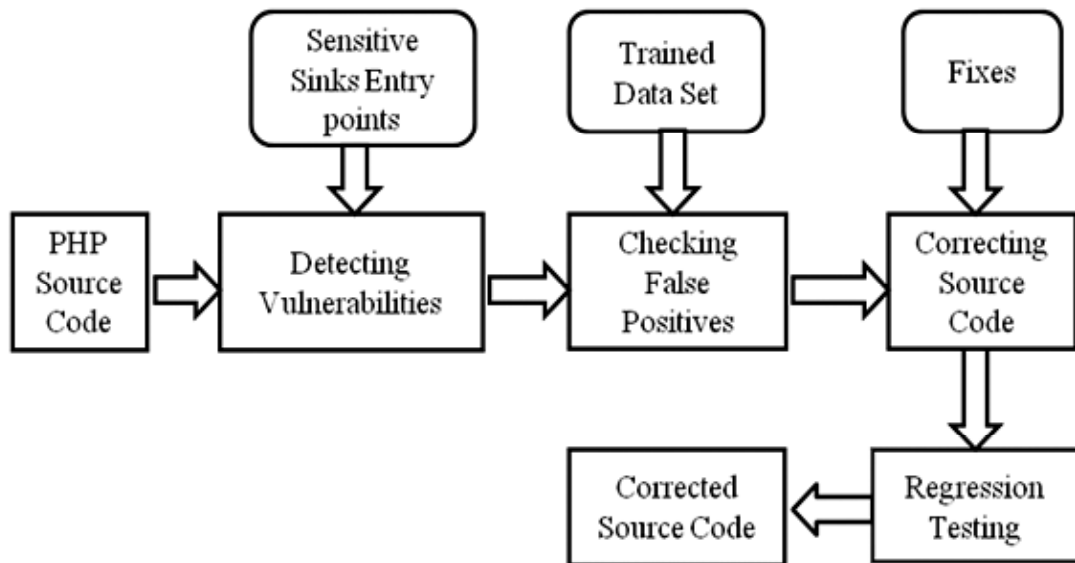 Sensitive
Sinks Entry
points
Trained
Data Set
Fixes
PHP
Source
Code
Detecting
Vulnerabilities
Checking
False
Positives
Correcting
Source
Code
Corrected
Source Code
Regression
Testing